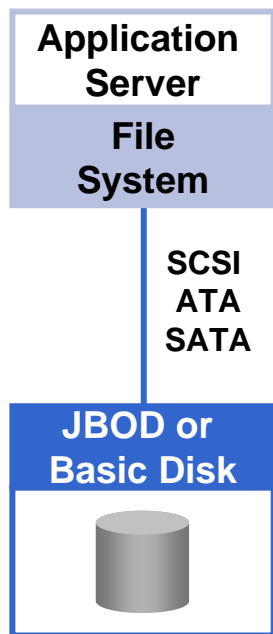 Application
Server
File
System
SCSI
ATA
SATA
JBOD or
Basic Disk